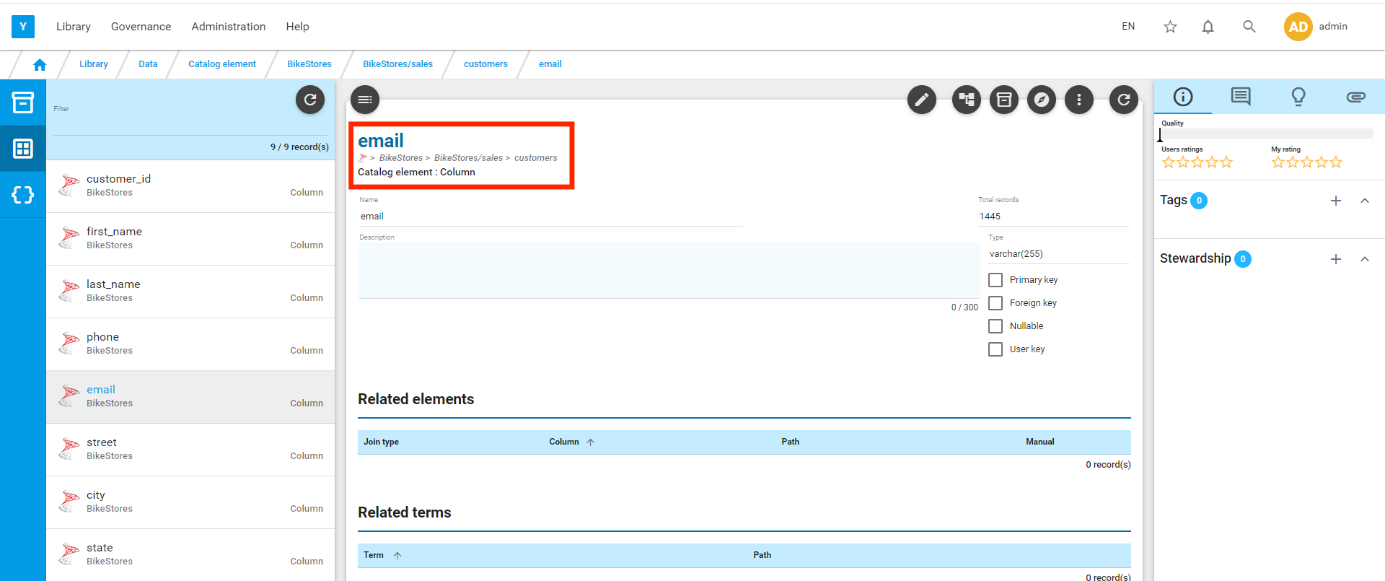 Y Library Governance Administration Help EN AD admin
Library Data Catalog element BikeStores BikeStores/sales customers email
Filter
9 / 9 record(s)
customer_id
BikeStores Column
first_name
BikeStores Column
last_name
BikeStores Column
phone
BikeStores Column
email
BikeStores Column
street
BikeStores Column
city
BikeStores Column
state
BikeStores Column
email
> BikeStores > BikeStores/sales > customers
Catalog element : Column
Name
email
Total records
1445
Description
0 / 300
Type
varchar(255)
Primary key
Foreign key
Nullable
User key
Related elements
Join type Column Path Manual
0 record(s)
Related terms
Term Path
0 record(s)
Quality
Users ratings My rating
Tags 0
Stewardship 0